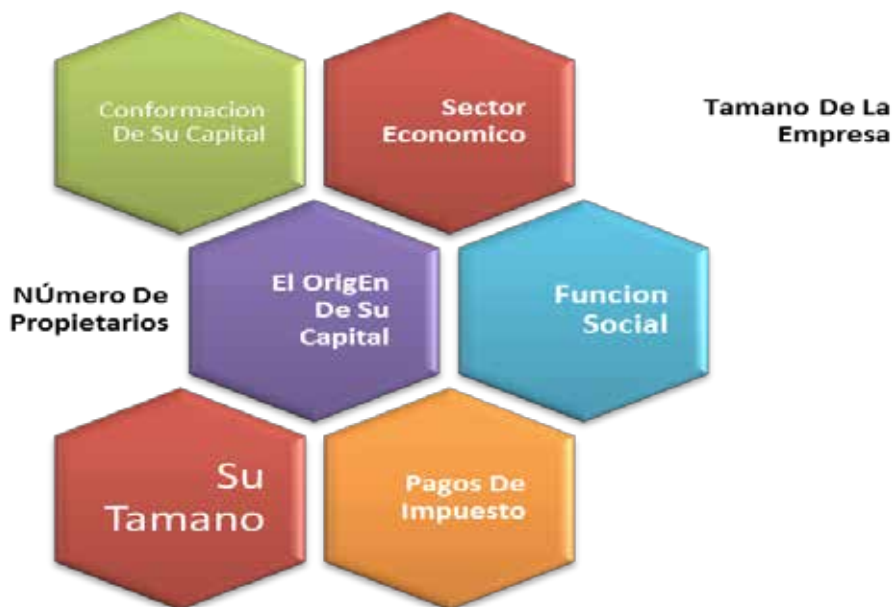 Conformacion
De Su Capital
Sector
Economico
Tamano De La
Empresa
NÚmero De
Propietarios
El OrigEn
De Su
Capital
Funcion
Social
Su
Tamano
Pagos De
Impuesto